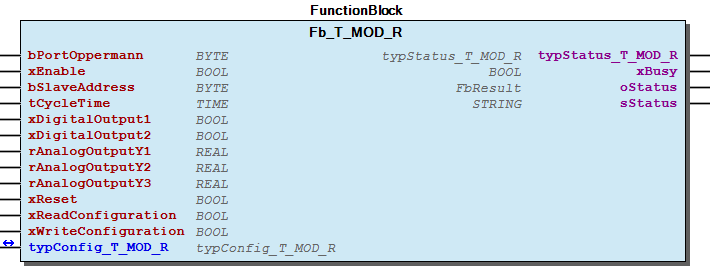 FunctionBlock
Fb_T_MOD_R
bPortOppermann BYTE typStatus_T_MOD_R typStatus_T_MOD_R
xEnable BOOL BOOL xBusy
bSlaveAddress BYTE FbResult oStatus
tCycleTime TIME STRING sStatus
xDigitalOutput1 BOOL
xDigitalOutput2 BOOL
rAnalogOutputY1 REAL
rAnalogOutputY2 REAL
rAnalogOutputY3 REAL
xReset BOOL
xReadConfiguration BOOL
xWriteConfiguration BOOL
typConfig_T_MOD_R typConfig_T_MOD_R